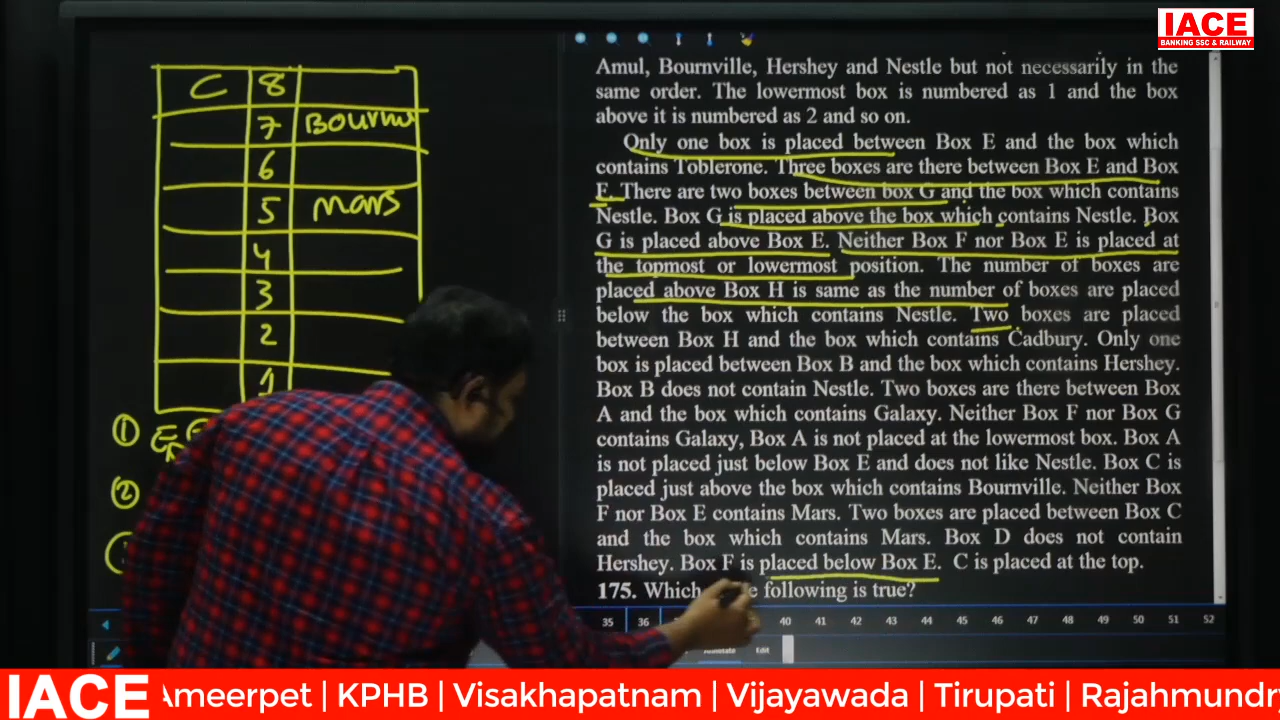 IACE
BANKING SSC & RAILWAY
C 8
7 Bournv
6
5 Mars
4
3
2
1
①
②
Amul, Bournville, Hershey and Nestle but not necessarily in the
same order. The lowermost box is numbered as 1 and the box
above it is numbered as 2 and so on.
Only one box is placed between Box E and the box which
contains Toblerone. Three boxes are there between Box E and Box
F. There are two boxes between box G and the box which contains
Nestle. Box G is placed above the box which contains Nestle. Box
G is placed above Box E. Neither Box F nor Box E is placed at
the topmost or lowermost position. The number of boxes are
placed above Box H is same as the number of boxes are placed
below the box which contains Nestle. Two boxes are placed
between Box H and the box which contains Cadbury. Only one
box is placed between Box B and the box which contains Hershey.
Box B does not contain Nestle. Two boxes are there between Box
A and the box which contains Galaxy. Neither Box F nor Box G
contains Galaxy, Box A is not placed at the lowermost box. Box A
is not placed just below Box E and does not like Nestle. Box C is
placed just above the box which contains Bournville. Neither Box
F nor Box E contains Mars. Two boxes are placed between Box C
and the box which contains Mars. Box D does not contain
Hershey. Box F is placed below Box E. C is placed at the top.
175. Which following is true?
35 36 40 41 42 43 44 45 46 47 48 49 50 51 52
Annotate Edit
IACE Ameerpet | KPHB | Visakhapatnam | Vijayawada | Tirupati | Rajahmundry